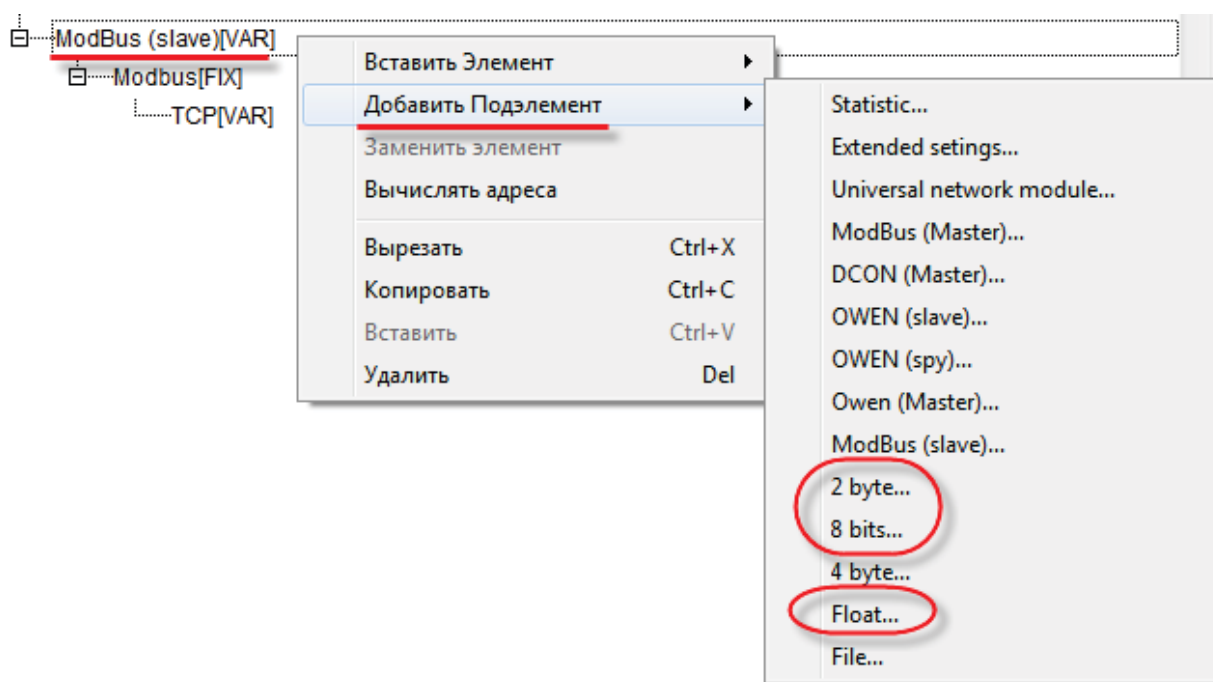 ModBus (slave)[VAR]
Modbus[FIX]
TCP[VAR]
Вставить Элемент
Добавить Подэлемент
Заменить элемент
Вычислять адреса
Вырезать Ctrl+X
Копировать Ctrl+C
Вставить Ctrl+V
Удалить Del
Statistic...
Extended setings...
Universal network module...
ModBus (Master)...
DCON (Master)...
OWEN (slave)...
OWEN (spy)...
Owen (Master)...
ModBus (slave)...
2 byte...
8 bits...
4 byte...
Float...
File...